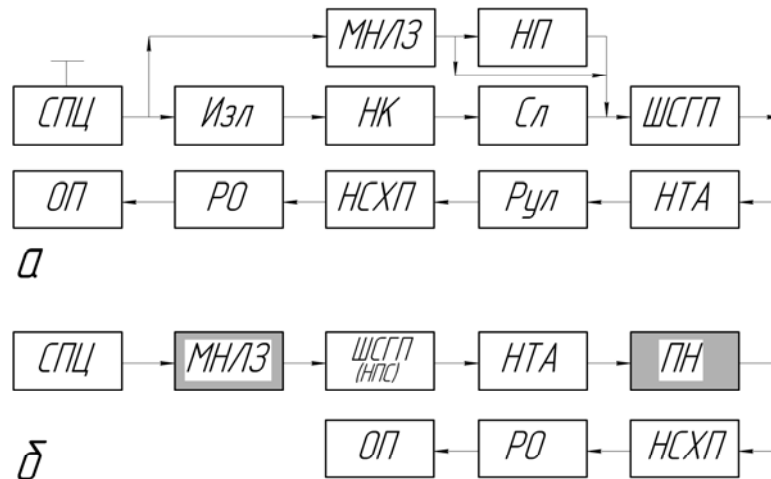 МНЛЗ НП
СПЦ Изл НК Сл ШСГП
ОП РО НСХП Рул НТА
а
СПЦ МНЛЗ ШСГП (НПС) НТА ПН
ОП РО НСХП
б